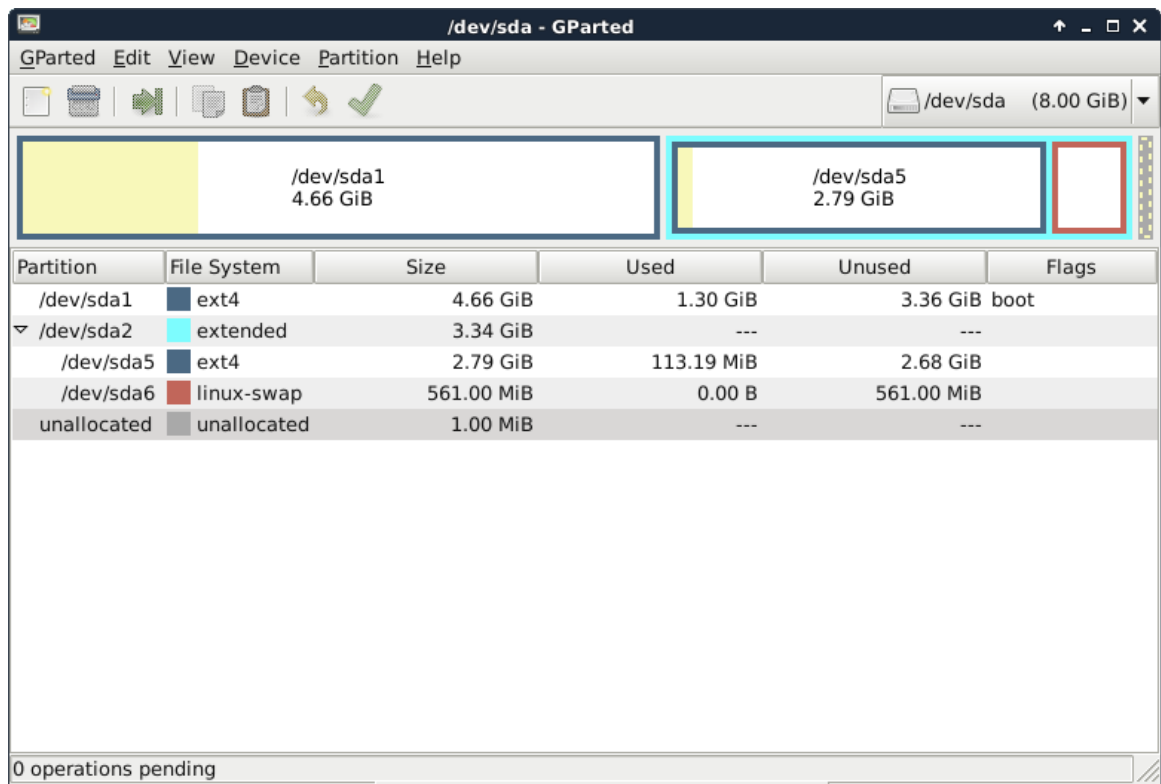 /dev/sda - GParted
GParted Edit View Device Partition Help
/dev/sda (8.00 GiB)
/dev/sda1
4.66 GiB
/dev/sda5
2.79 GiB
Partition File System Size Used Unused Flags
/dev/sda1 ext4 4.66 GiB 1.30 GiB 3.36 GiB boot
/dev/sda2 extended 3.34 GiB --- ---
/dev/sda5 ext4 2.79 GiB 113.19 MiB 2.68 GiB
/dev/sda6 linux-swap 561.00 MiB 0.00 B 561.00 MiB
unallocated unallocated 1.00 MiB --- ---
0 operations pending